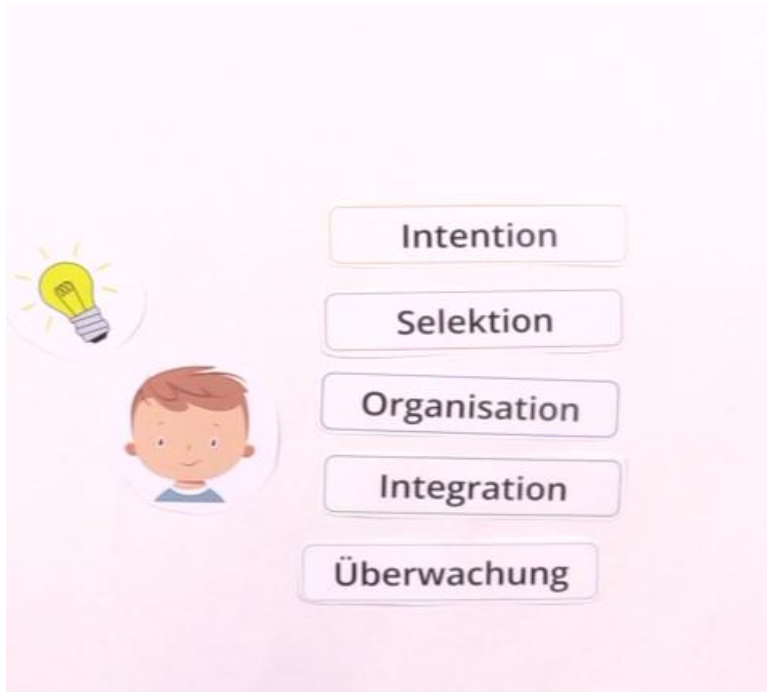 Intention
Selektion
Organisation
Integration
Überwachung